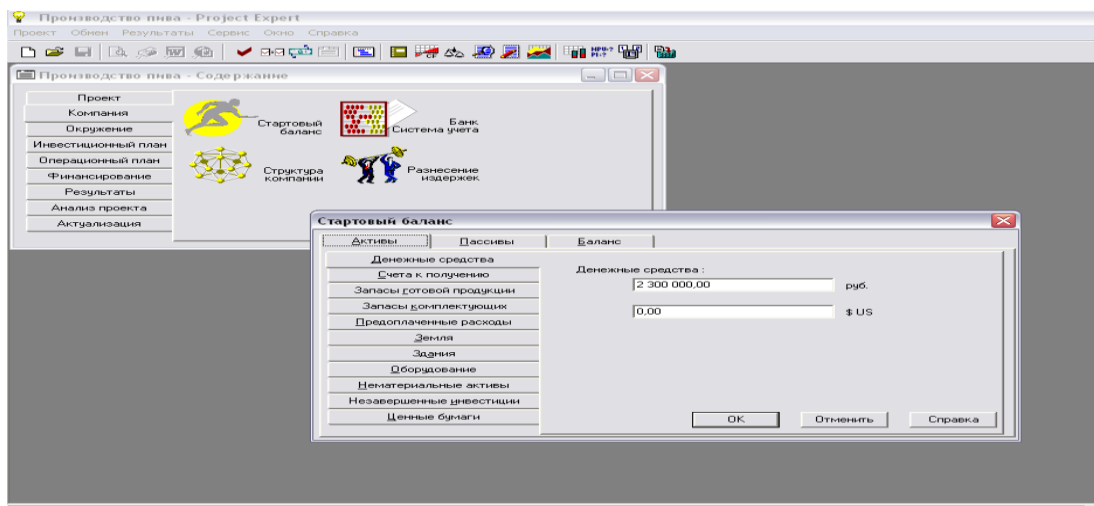 Производство пива - Project Expert
Проект Обмен Результаты Сервис Окно Справка
Производство пива - Содержание
Проект
Компания
Окружение
Инвестиционный план
Операционный план
Финансирование
Результаты
Анализ проекта
Актуализация
Стартовый
баланс
Банк
Система учета
Структура
компании
Разнесение
издержек
Стартовый баланс
Активы Пассивы Баланс
Денежные средства
Счета к получению
Запасы готовой продукции
Запасы комплектующих
Предоплаченные расходы
Земля
Здания
Оборудование
Нематериальные активы
Незавершенные инвестиции
Ценные бумаги
Денежные средства :
2 300 000,00 руб.
0,00 $ US
OK Отменить Справка